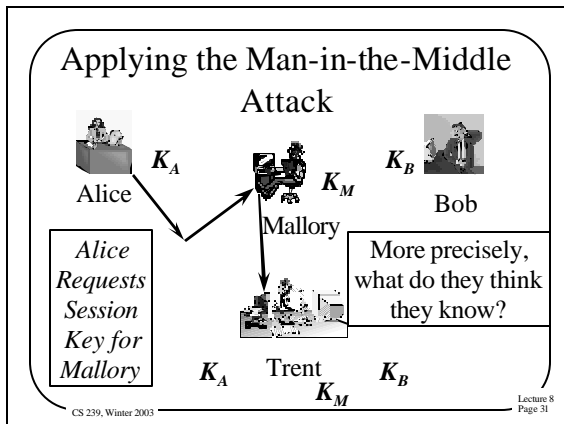 Applying the Man-in-the-Middle
Attack
K_A
Alice
K_M
Mallory
K_B
Bob
Alice
Requests
Session
Key for
Mallory
More precisely,
what do they think
they know?
K_A
Trent
K_M
K_B
CS 239, Winter 2003
Lecture 8
Page 31